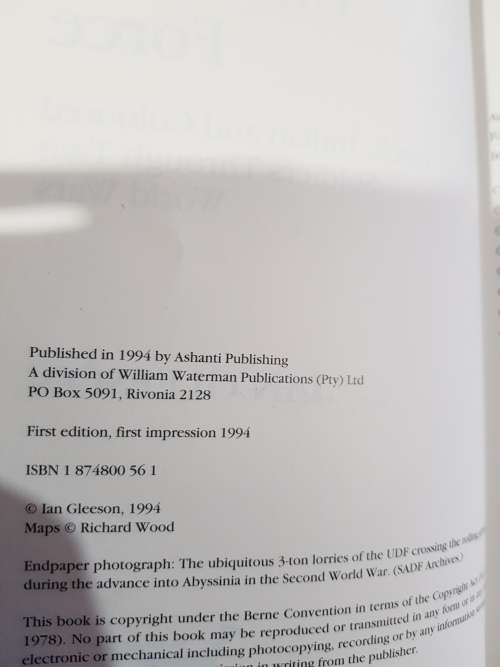 Published in 1994 by Ashanti Publishing
A division of William Waterman Publications (Pty) Ltd
PO Box 5091, Rivonia 2128
First edition, first impression 1994
ISBN 1 874800 56 1
© Ian Gleeson, 1994
Maps © Richard Wood
Endpaper photograph: The ubiquitous 3-ton lorries of the UDF crossing the rolling
during the advance into Abyssinia in the Second World War. (SADF Archives.)
This book is copyright under the Berne Convention in terms of the Copyright Act
1978). No part of this book may be reproduced or transmitted in any form or in any
electronic or mechanical including photocopying, recording or by any information
in writing from the publisher.